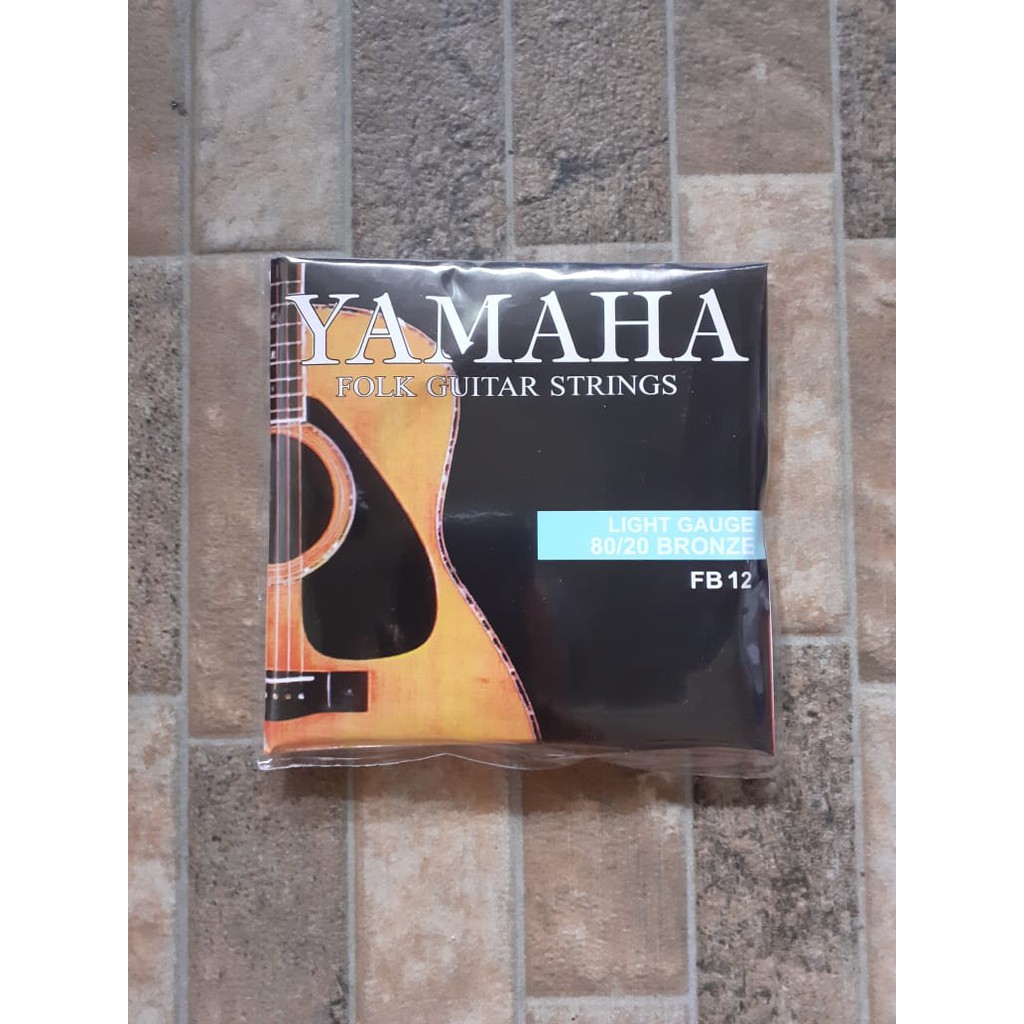 YAMAHA
FOLK GUITAR STRINGS
LIGHT GAUGE
80/20 BRONZE
FB 12